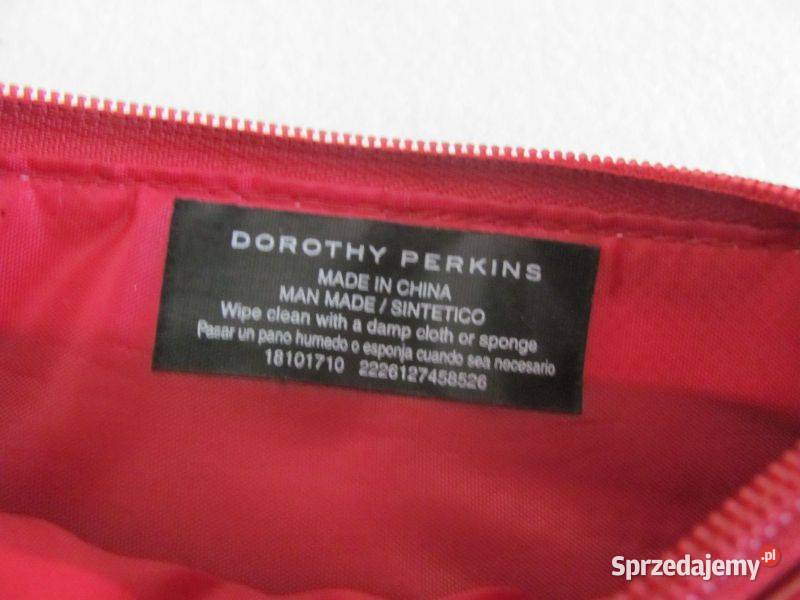 DOROTHY PERKINS
MADE IN CHINA
MAN MADE / SINTETICO
Wipe clean with a damp cloth or sponge
Pasar un pano humedo o esponja cuando sea necesario
18101710 2226127458526
Sprzedajemy.pl